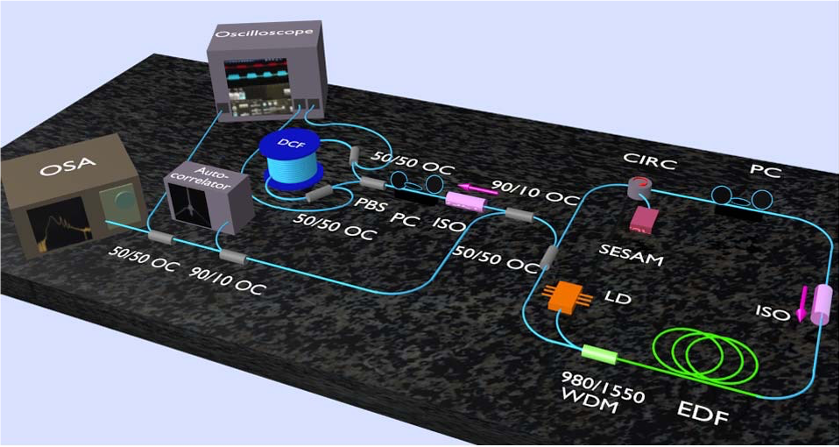 Oscilloscope
OSA
Auto-
correlator
DCF
50/50 OC
CIRC
PC
90/10 OC
PBS
PC
ISO
50/50 OC
50/50 OC
SESAM
50/50 OC
90/10 OC
LD
ISO
980/1550
WDM
EDF